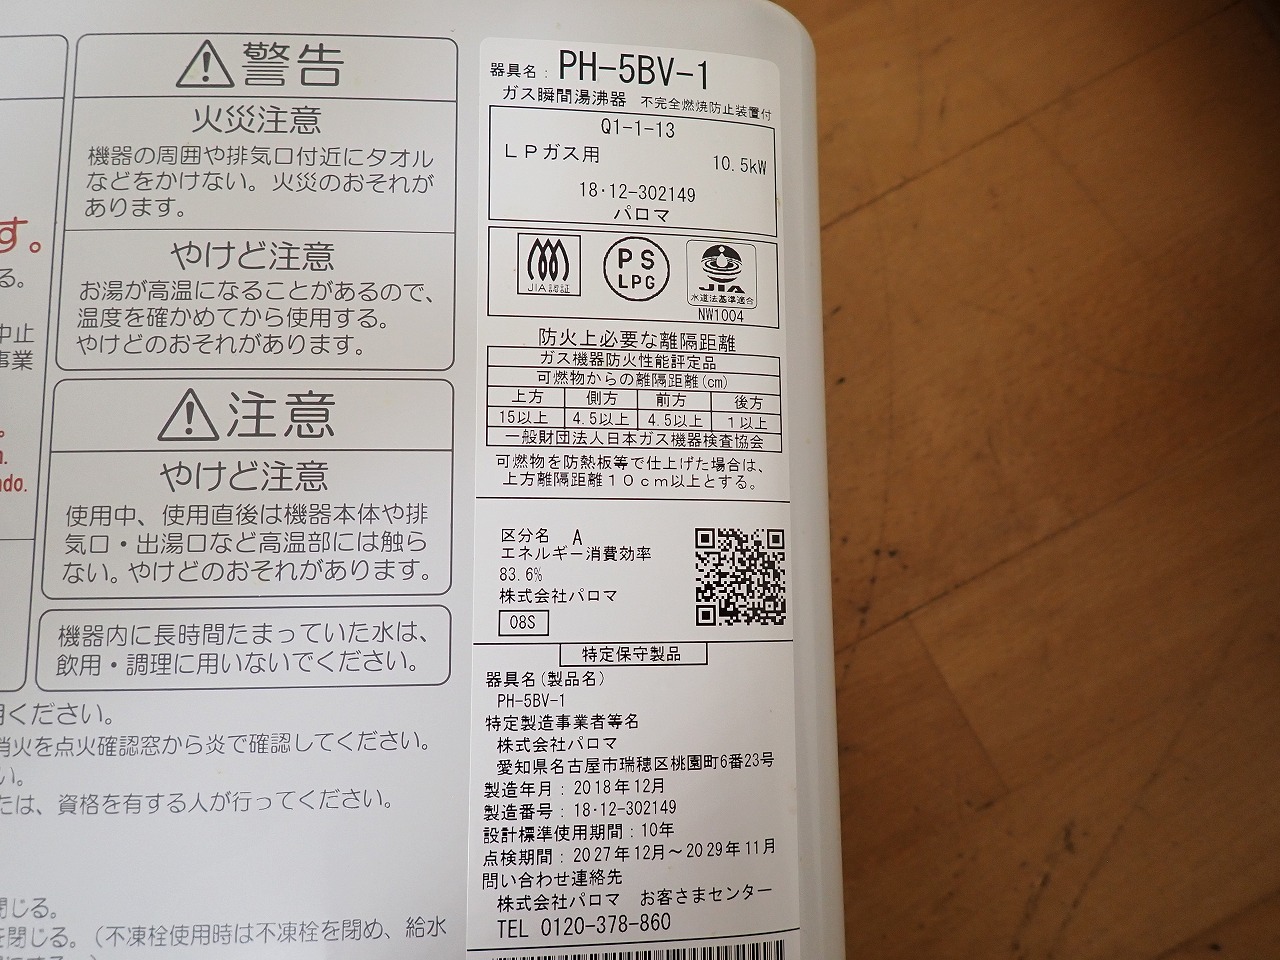 す。
る。
中止
事業
n.
ndo.
警告
火災注意
機器の周囲や排気口付近にタオル
などをかけない。火災のおそれが
あります。
やけど注意
お湯が高温になることがあるので、
温度を確かめてから使用する。
やけどのおそれがあります。
注意
やけど注意
使用中、使用直後は機器本体や排
気口・出湯口など高温部には触ら
ない。やけどのおそれがあります。
機器内に長時間たまっていた水は、
飲用・調理に用いないでください。
ください。
消火を点火確認窓から炎で確認してください。
い。
たは、資格を有する人が行ってください。
閉じる。
を閉じる。（不凍栓使用時は不凍栓を閉め、給水
器具名： PH-5BV-1
ガス瞬間湯沸器 不完全燃焼防止装置付
Q1-1-13
LPガス用 10.5kW
18・12-302149
パロマ
JIA認証
PS
LPG
JIA
水道法基準適合
NW1004
防火上必要な離隔距離
ガス機器防火性能評定品
可燃物からの離隔距離(cm)
上方 側方 前方 後方
15以上 4.5以上 4.5以上 1以上
一般財団法人日本ガス機器検査協会
可燃物を防熱板等で仕上げた場合は、
上方離隔距離10cm以上とする。
区分名 A
エネルギー消費効率
83.6%
株式会社パロマ
08S
特定保守製品
器具名(製品名)
PH-5BV-1
特定製造事業者等名
株式会社パロマ
愛知県名古屋市瑞穂区桃園町6番23号
製造年月：2018年12月
製造番号：18・12-302149
設計標準使用期間：10年
点検期間：2027年12月～2029年11月
問い合わせ連絡先
株式会社パロマ お客さまセンター
TEL 0120-378-860